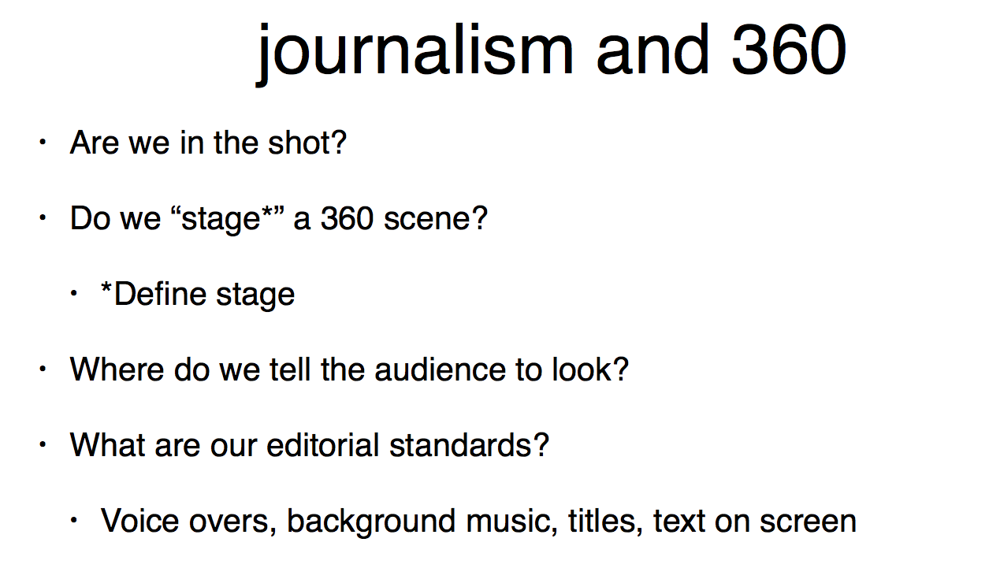 journalism and 360
• Are we in the shot?
• Do we “stage*” a 360 scene?
• *Define stage
• Where do we tell the audience to look?
• What are our editorial standards?
• Voice overs, background music, titles, text on screen